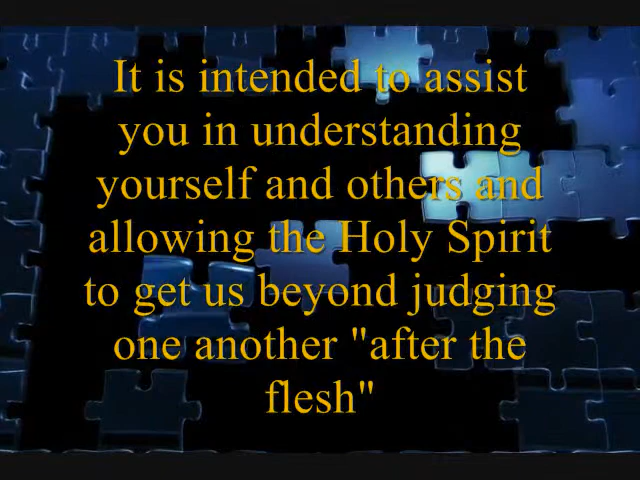 It is intended to assist
you in understanding
yourself and others and
allowing the Holy Spirit
to get us beyond judging
one another "after the
flesh"